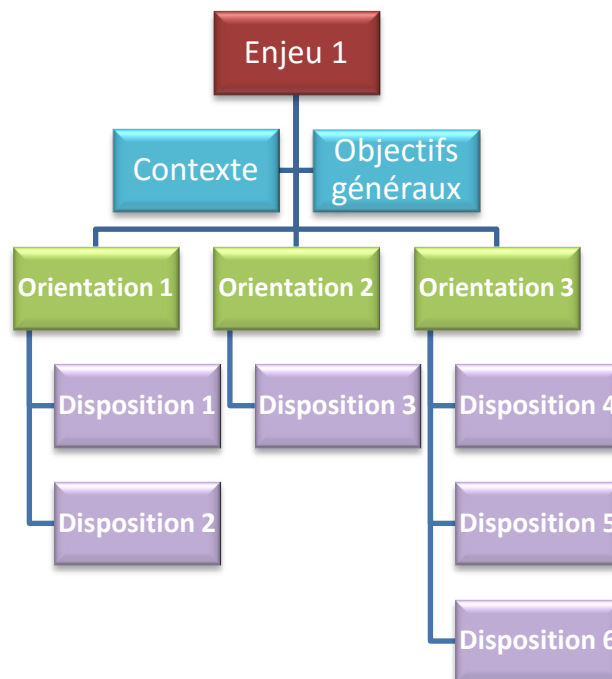 Enjeu 1
Contexte
Objectifs
généraux
Orientation 1
Orientation 2
Orientation 3
Disposition 1
Disposition 3
Disposition 4
Disposition 2
Disposition 5
Disposition 6